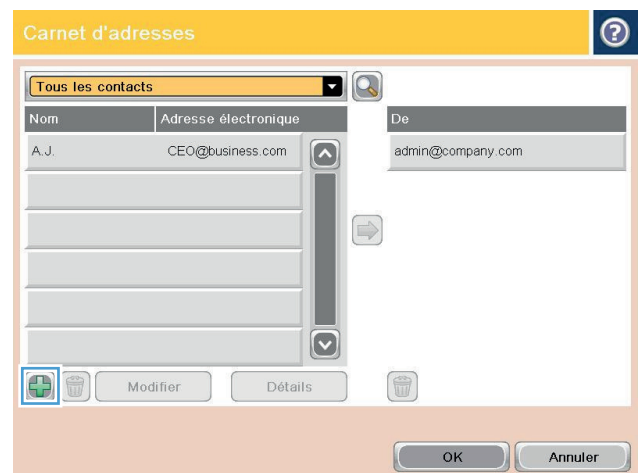 Carnet d'adresses
Tous les contacts
Nom Adresse électronique De
A.J. CEO@business.com admin@company.com
Modifier Détails
OK Annuler